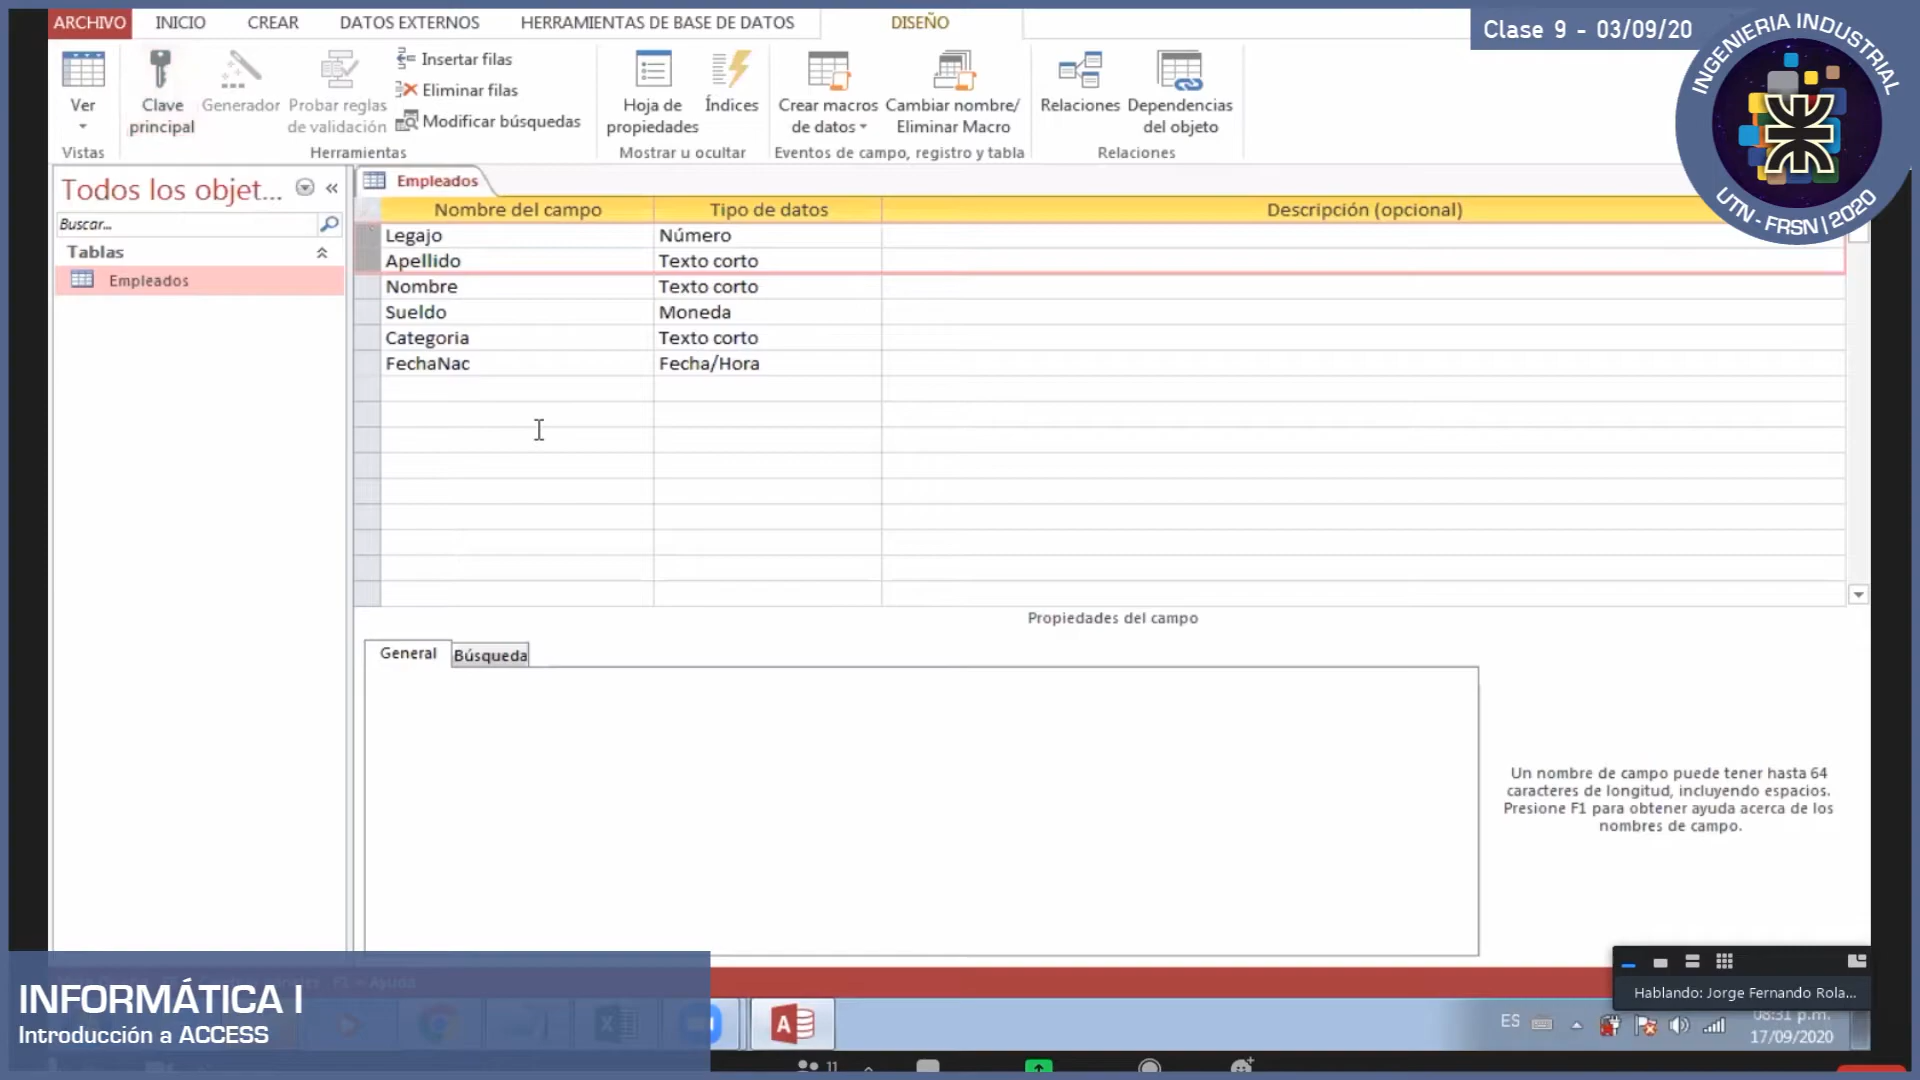 ARCHIVO INICIO CREAR DATOS EXTERNOS HERRAMIENTAS DE BASE DE DATOS DISEÑO
Clase 9 - 03/09/20
INGENIERIA INDUSTRIAL
UTN - FRSN | 2020
Ver
Clave principal
Generador
Probar reglas de validación
Insertar filas
Eliminar filas
Modificar búsquedas
Hoja de propiedades
Índices
Crear macros de datos
Cambiar nombre/ Eliminar Macro
Relaciones
Dependencias del objeto
Vistas Herramientas Mostrar u ocultar Eventos de campo, registro y tabla Relaciones
Todos los objet...
Buscar...
Tablas
Empleados
Empleados
Nombre del campo Tipo de datos Descripción (opcional)
Legajo Número
Apellido Texto corto
Nombre Texto corto
Sueldo Moneda
Categoria Texto corto
FechaNac Fecha/Hora
Propiedades del campo
General Búsqueda
Un nombre de campo puede tener hasta 64
caracteres de longitud, incluyendo espacios.
Presione F1 para obtener ayuda acerca de los
nombres de campo.
Hablando: Jorge Fernando Rola...
INFORMÁTICA I
Introducción a ACCESS
ES
08:31 p.m.
17/09/2020
11